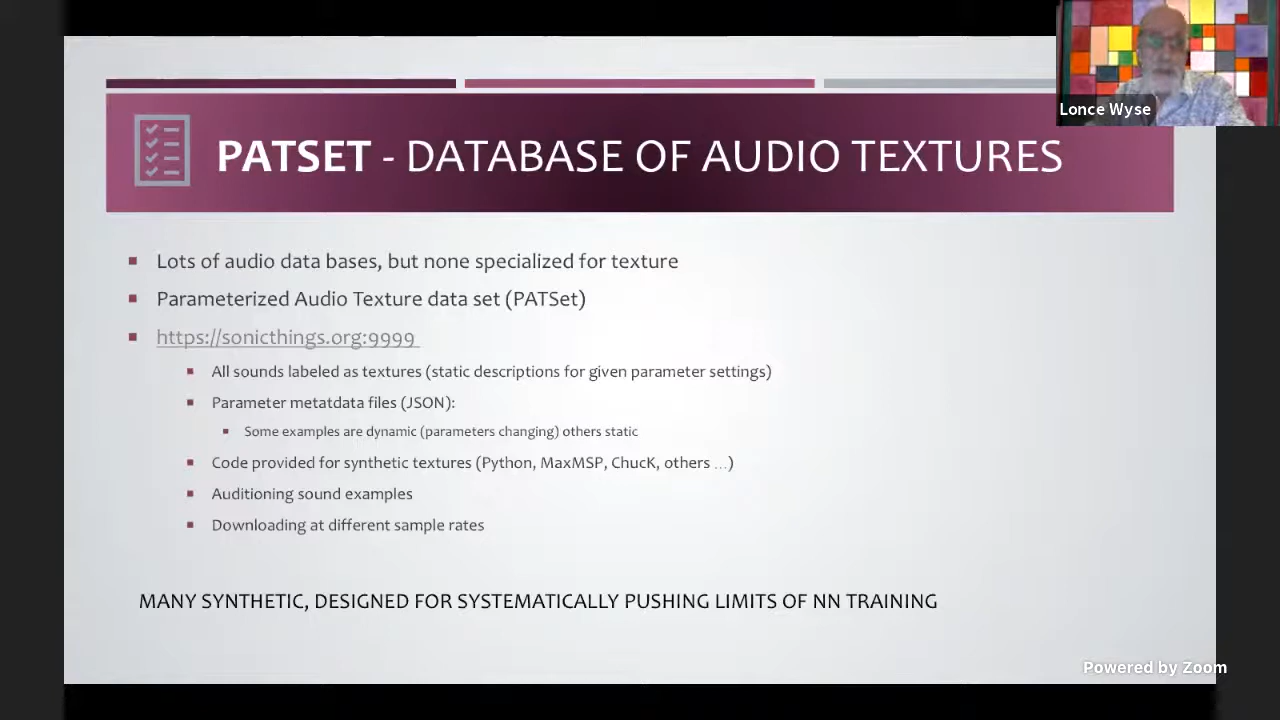 PATSET - DATABASE OF AUDIO TEXTURES
Lonce Wyse
Lots of audio data bases, but none specialized for texture
Parameterized Audio Texture data set (PATSet)
https://sonicthings.org:9999
All sounds labeled as textures (static descriptions for given parameter settings)
Parameter metatdata files (JSON):
Some examples are dynamic (parameters changing) others static
Code provided for synthetic textures (Python, MaxMSP, ChucK, others ...)
Auditioning sound examples
Downloading at different sample rates
MANY SYNTHETIC, DESIGNED FOR SYSTEMATICALLY PUSHING LIMITS OF NN TRAINING
Powered by Zoom